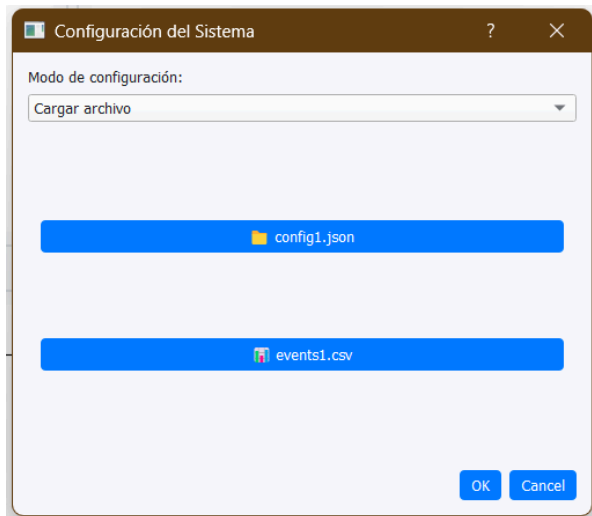 Configuración del Sistema ?
Modo de configuración:
Cargar archivo
config1.json
events1.csv
OK Cancel